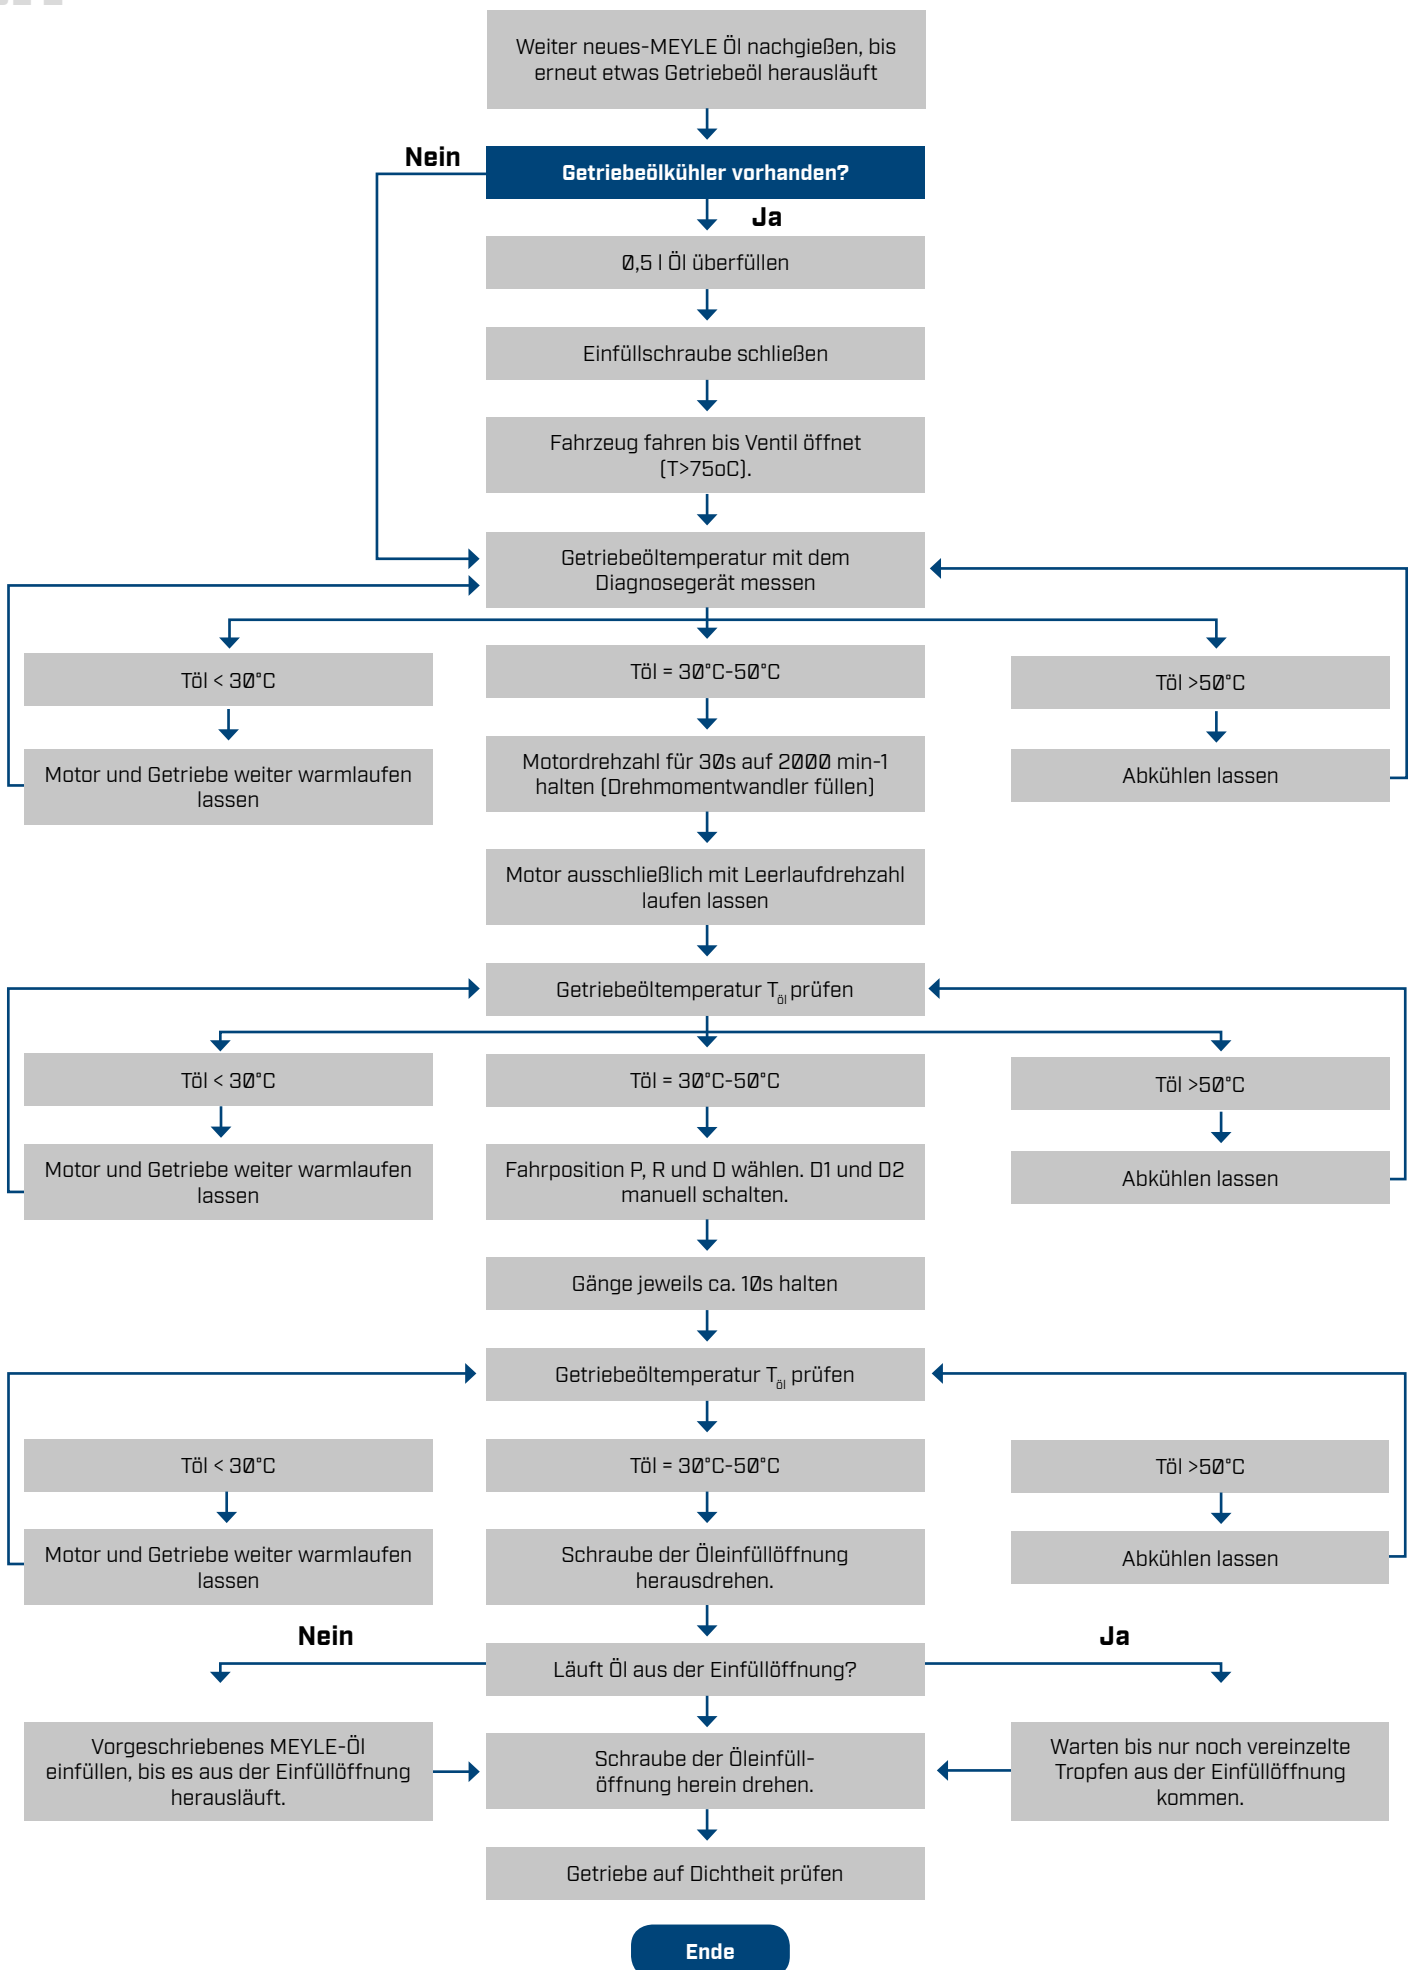 Weiter neues-MEYLE Öl nachgießen, bis
erneut etwas Getriebeöl herausläuft
Nein
Getriebeölkühler vorhanden?
Ja
0,5 l Öl überfüllen
Einfüllschraube schließen
Fahrzeug fahren bis Ventil öffnet
(T>75oC).
Getriebeöltemperatur mit dem
Diagnosegerät messen
Töl < 30°C
Töl = 30°C-50°C
Töl >50°C
Motor und Getriebe weiter warmlaufen
lassen
Motordrehzahl für 30s auf 2000 min-1
halten (Drehmomentwandler füllen)
Abkühlen lassen
Motor ausschließlich mit Leerlaufdrehzahl
laufen lassen
Getriebeöltemperatur Töl prüfen
Töl < 30°C
Töl = 30°C-50°C
Töl >50°C
Motor und Getriebe weiter warmlaufen
lassen
Fahrposition P, R und D wählen. D1 und D2
manuell schalten.
Abkühlen lassen
Gänge jeweils ca. 10s halten
Getriebeöltemperatur Töl prüfen
Töl < 30°C
Töl = 30°C-50°C
Töl >50°C
Motor und Getriebe weiter warmlaufen
lassen
Schraube der Öleinfüllöffnung
herausdrehen.
Abkühlen lassen
Nein
Ja
Läuft Öl aus der Einfüllöffnung?
Vorgeschriebenes MEYLE-Öl
einfüllen, bis es aus der Einfüllöffnung
herausläuft.
Schraube der Öleinfüll-
öffnung herein drehen.
Warten bis nur noch vereinzelte
Tropfen aus der Einfüllöffnung
kommen.
Getriebe auf Dichtheit prüfen
Ende